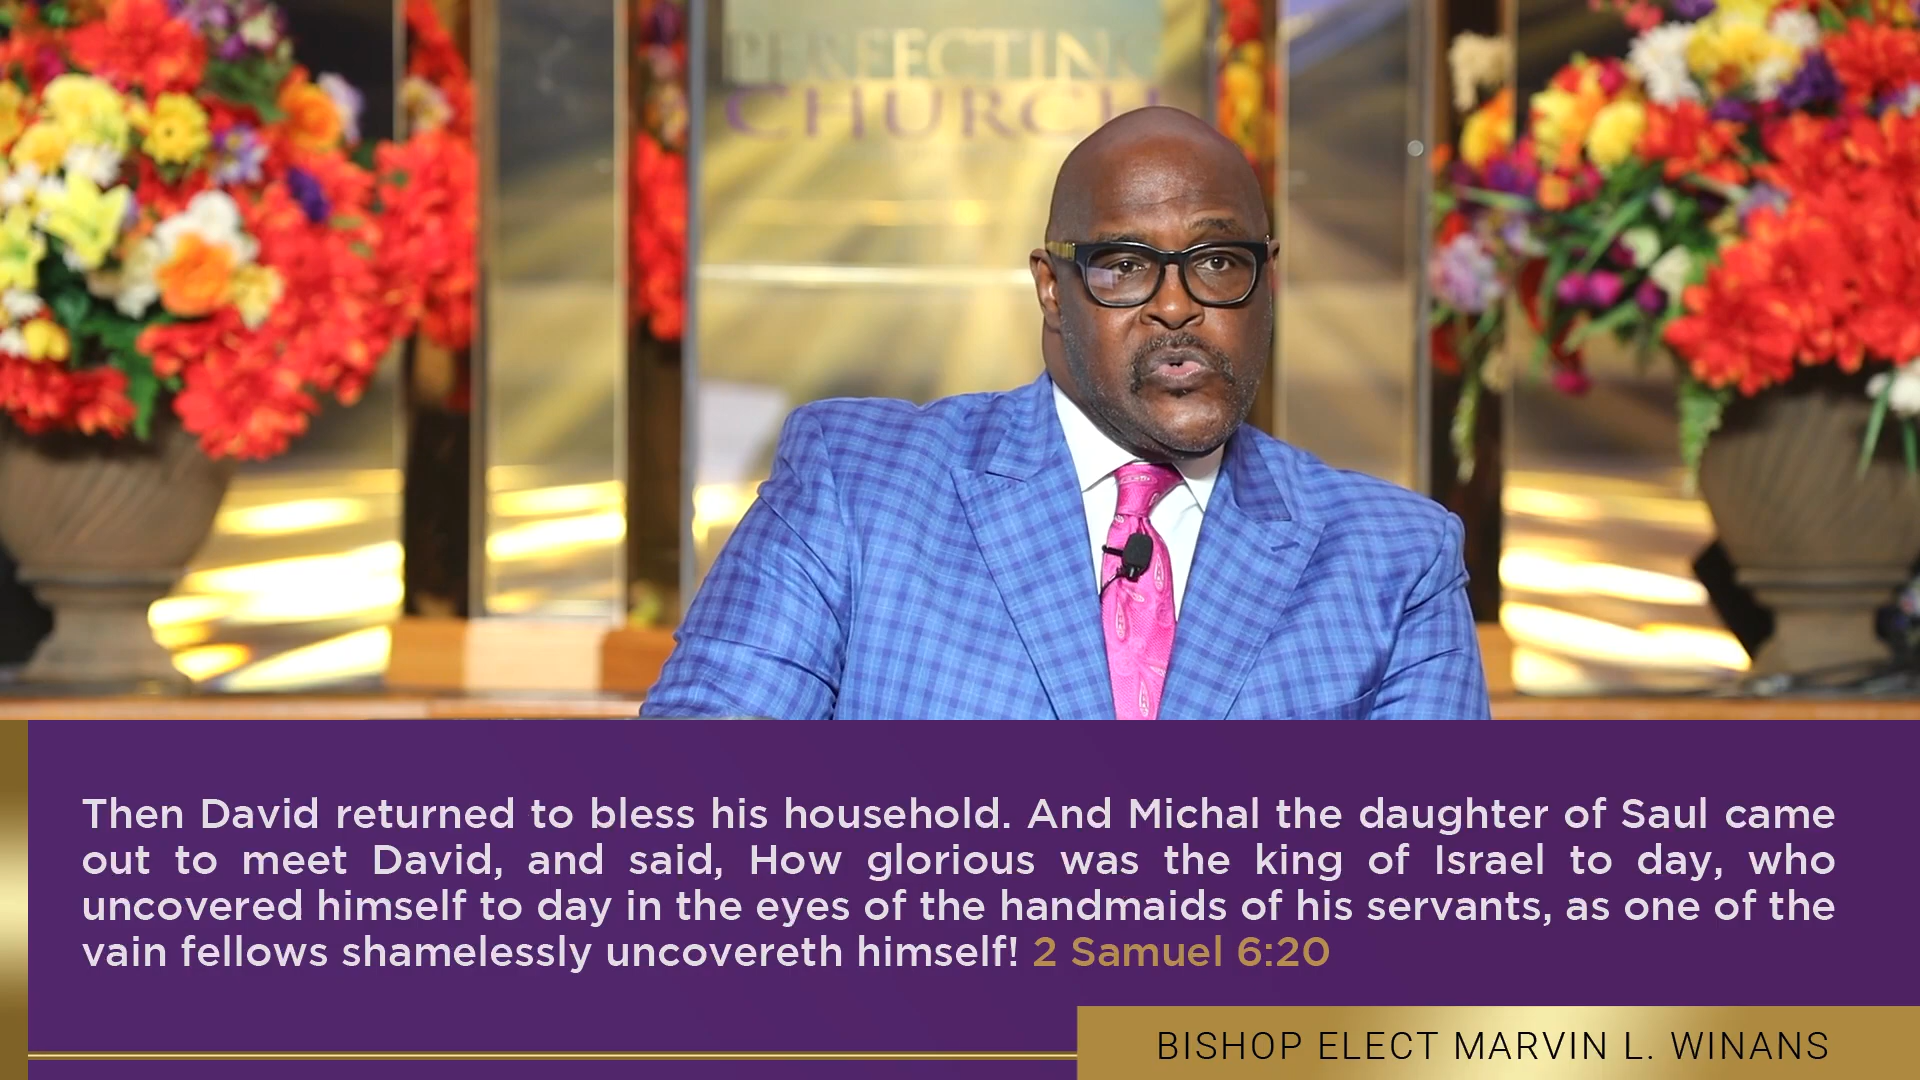 PERFECTING
CHURCH
Then David returned to bless his household. And Michal the daughter of Saul came
out to meet David, and said, How glorious was the king of Israel to day, who
uncovered himself to day in the eyes of the handmaids of his servants, as one of the
vain fellows shamelessly uncovereth himself! 2 Samuel 6:20
BISHOP ELECT MARVIN L. WINANS